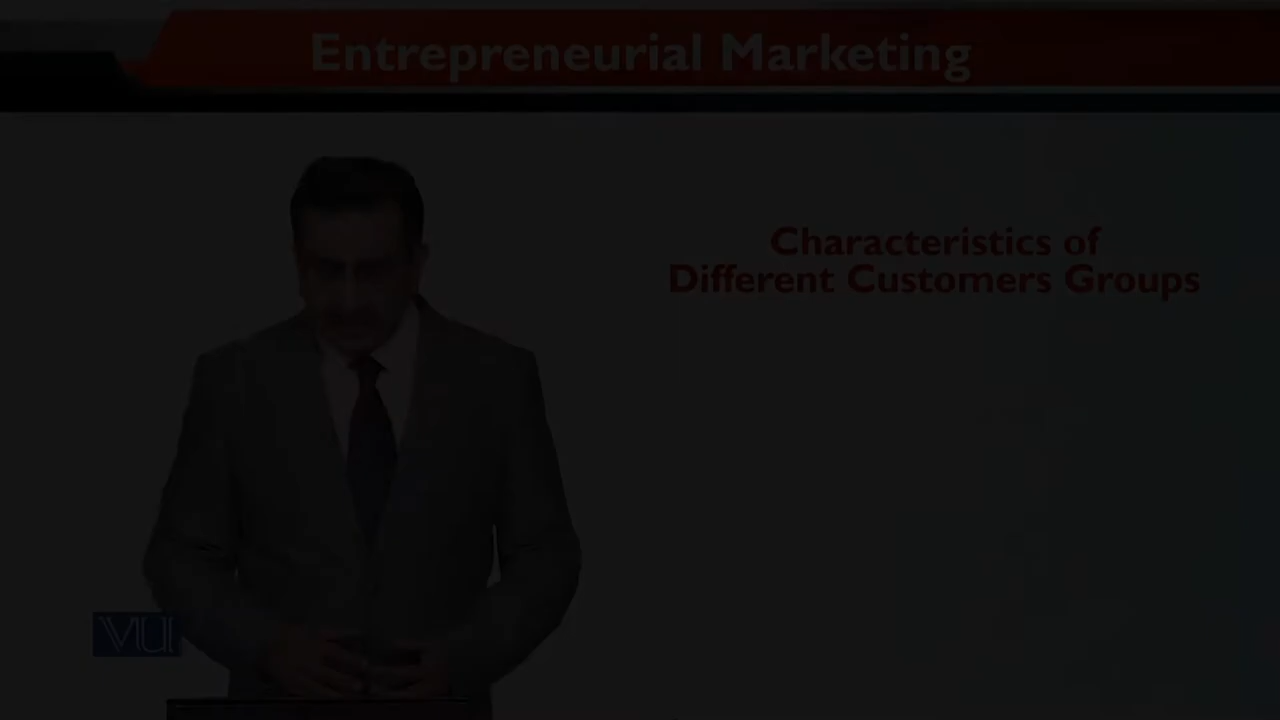 Entrepreneurial Marketing
Characteristics of
Different Customers Groups
VU